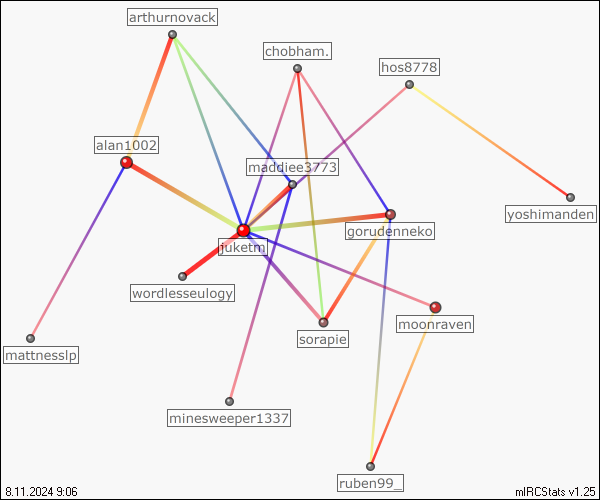 arthurnovack
chobham.
hos8778
alan1002
maddiee3773
yoshimanden
gorudenneko
juketm
wordlesseulogy
moonraven
sorapie
mattnesslp
minesweeper1337
ruben99_
8.11.2024 9:06
mIRCStats v1.25